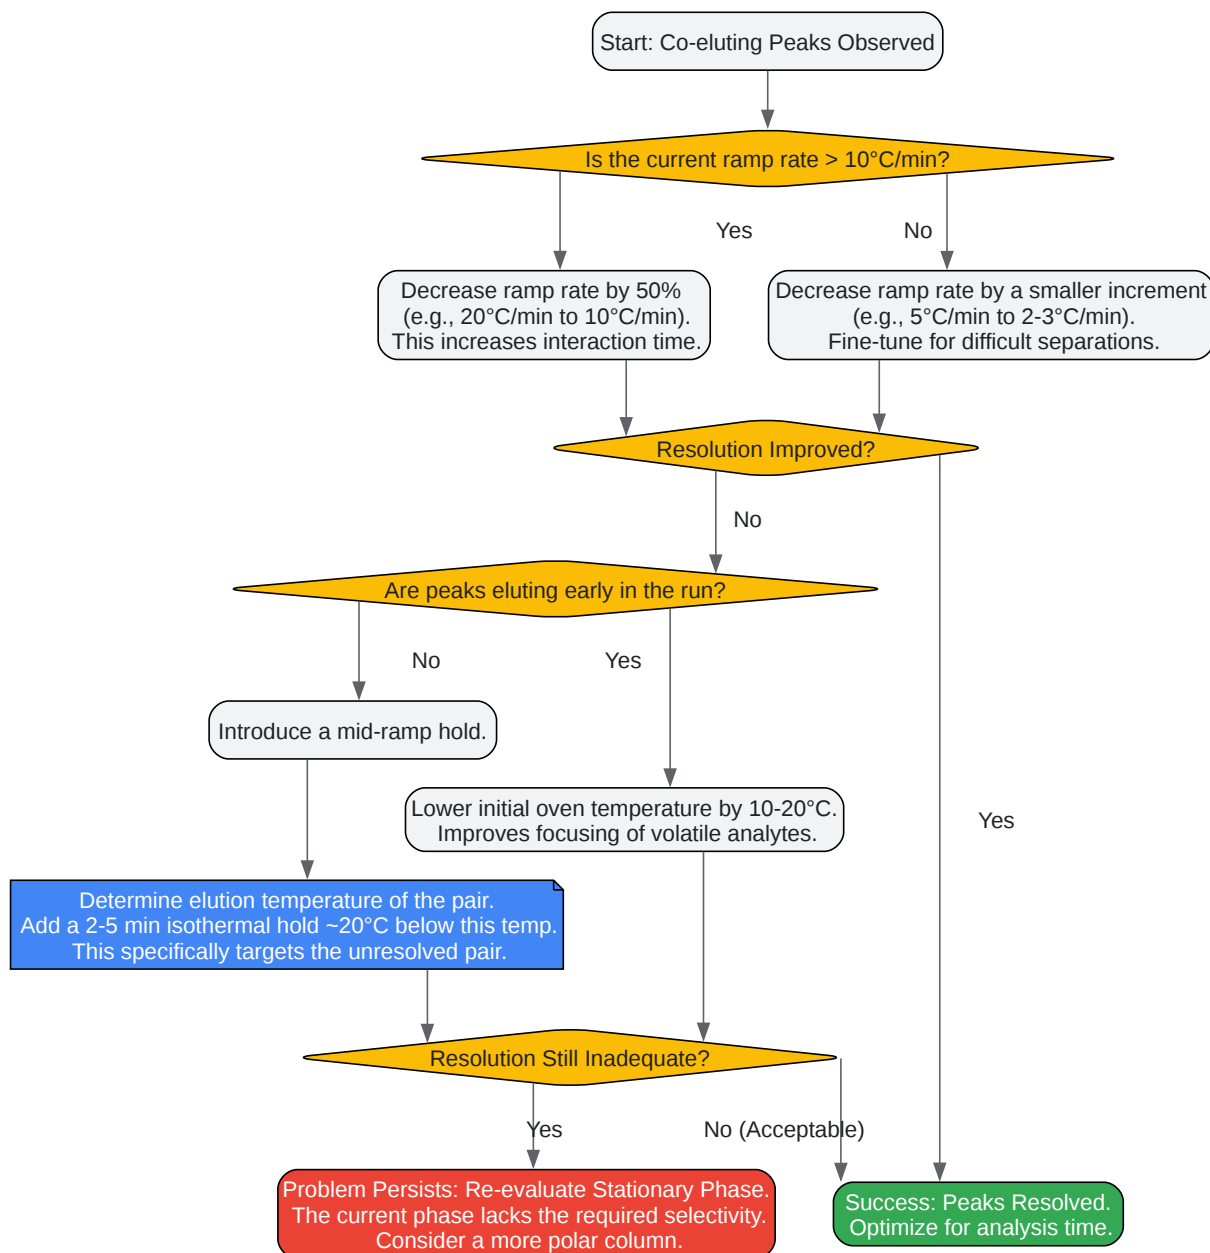 Start: Co-eluting Peaks Observed
Is the current ramp rate > 10°C/min?
Yes
No
Decrease ramp rate by 50%
(e.g., 20°C/min to 10°C/min).
This increases interaction time.
Decrease ramp rate by a smaller increment
(e.g., 5°C/min to 2-3°C/min).
Fine-tune for difficult separations.
Resolution Improved?
No
Are peaks eluting early in the run?
No
Yes
Introduce a mid-ramp hold.
Lower initial oven temperature by 10-20°C.
Improves focusing of volatile analytes.
Yes
Determine elution temperature of the pair.
Add a 2-5 min isothermal hold ~20°C below this temp.
This specifically targets the unresolved pair.
Resolution Still Inadequate?
Yes
No (Acceptable)
Problem Persists: Re-evaluate Stationary Phase.
The current phase lacks the required selectivity.
Consider a more polar column.
Success: Peaks Resolved.
Optimize for analysis time.